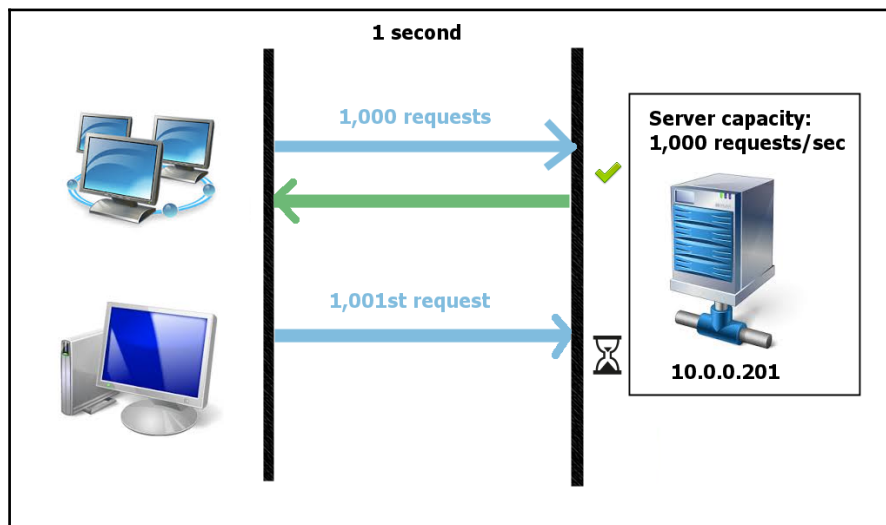 1 second
1,000 requests
Server capacity:
1,000 requests/sec
1,001st request
10.0.0.201